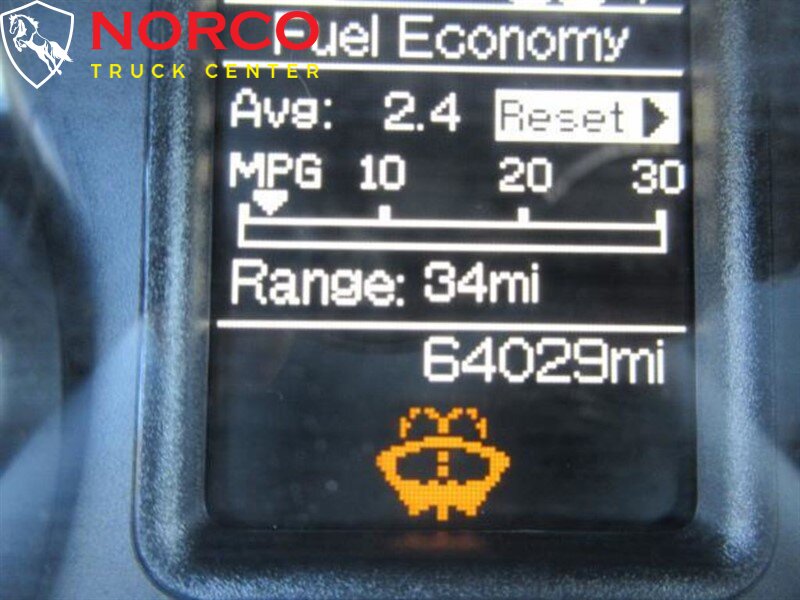 NORCO
TRUCK CENTER
Fuel Economy
Avg: 2.4 Reset
MPG 10 20 30
Range: 34mi
64029mi